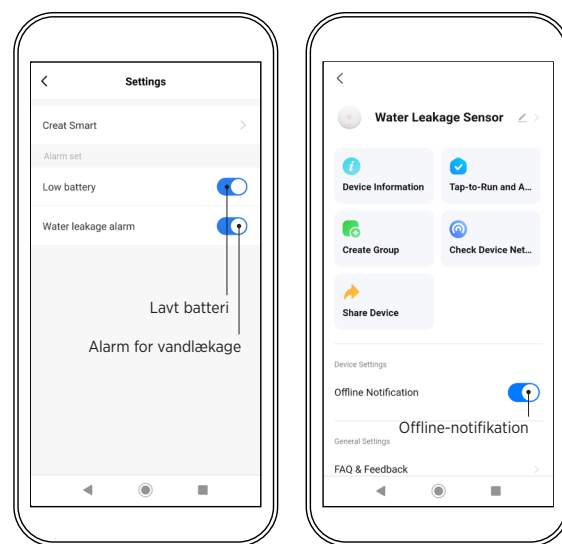 Settings
Creat Smart
Alarm set
Low battery
Water leakage alarm
Lavt batteri
Alarm for vandlækage
Water Leakage Sensor
Device Information
Tap-to-Run and A...
Create Group
Check Device Net...
Share Device
Device Settings
Offline Notification
Offline-notifikation
General Settings
FAQ & Feedback